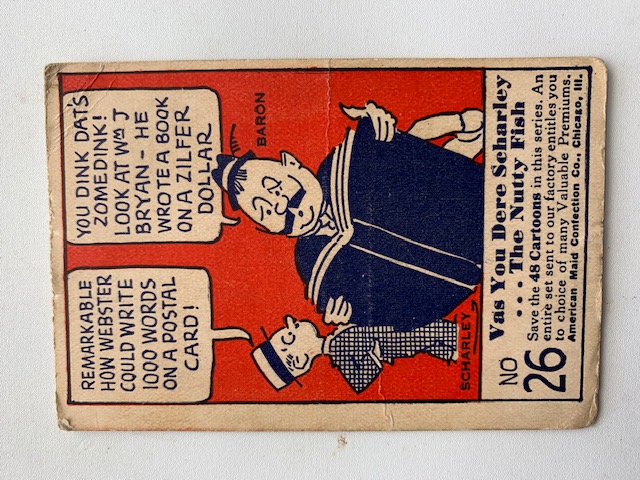 REMARKABLE
HOW WEBSTER
COULD WRITE
1000 WORDS
ON A POSTAL
CARD!
YOU DINK DAT'S
ZOMEDINK!
LOOK AT WM J
BRYAN - HE
WROTE A BOOK
ON A ZILFER
DOLLAR
BARON
SCHARLEY
NO
26
Vas You Dere Scharley
... The Nutty Fish
Save the 48 Cartoons in this series. An
entire set sent to our factory entitles you
to choice of many Valuable Premiums.
American Maid Confection Co., Chicago, Ill.